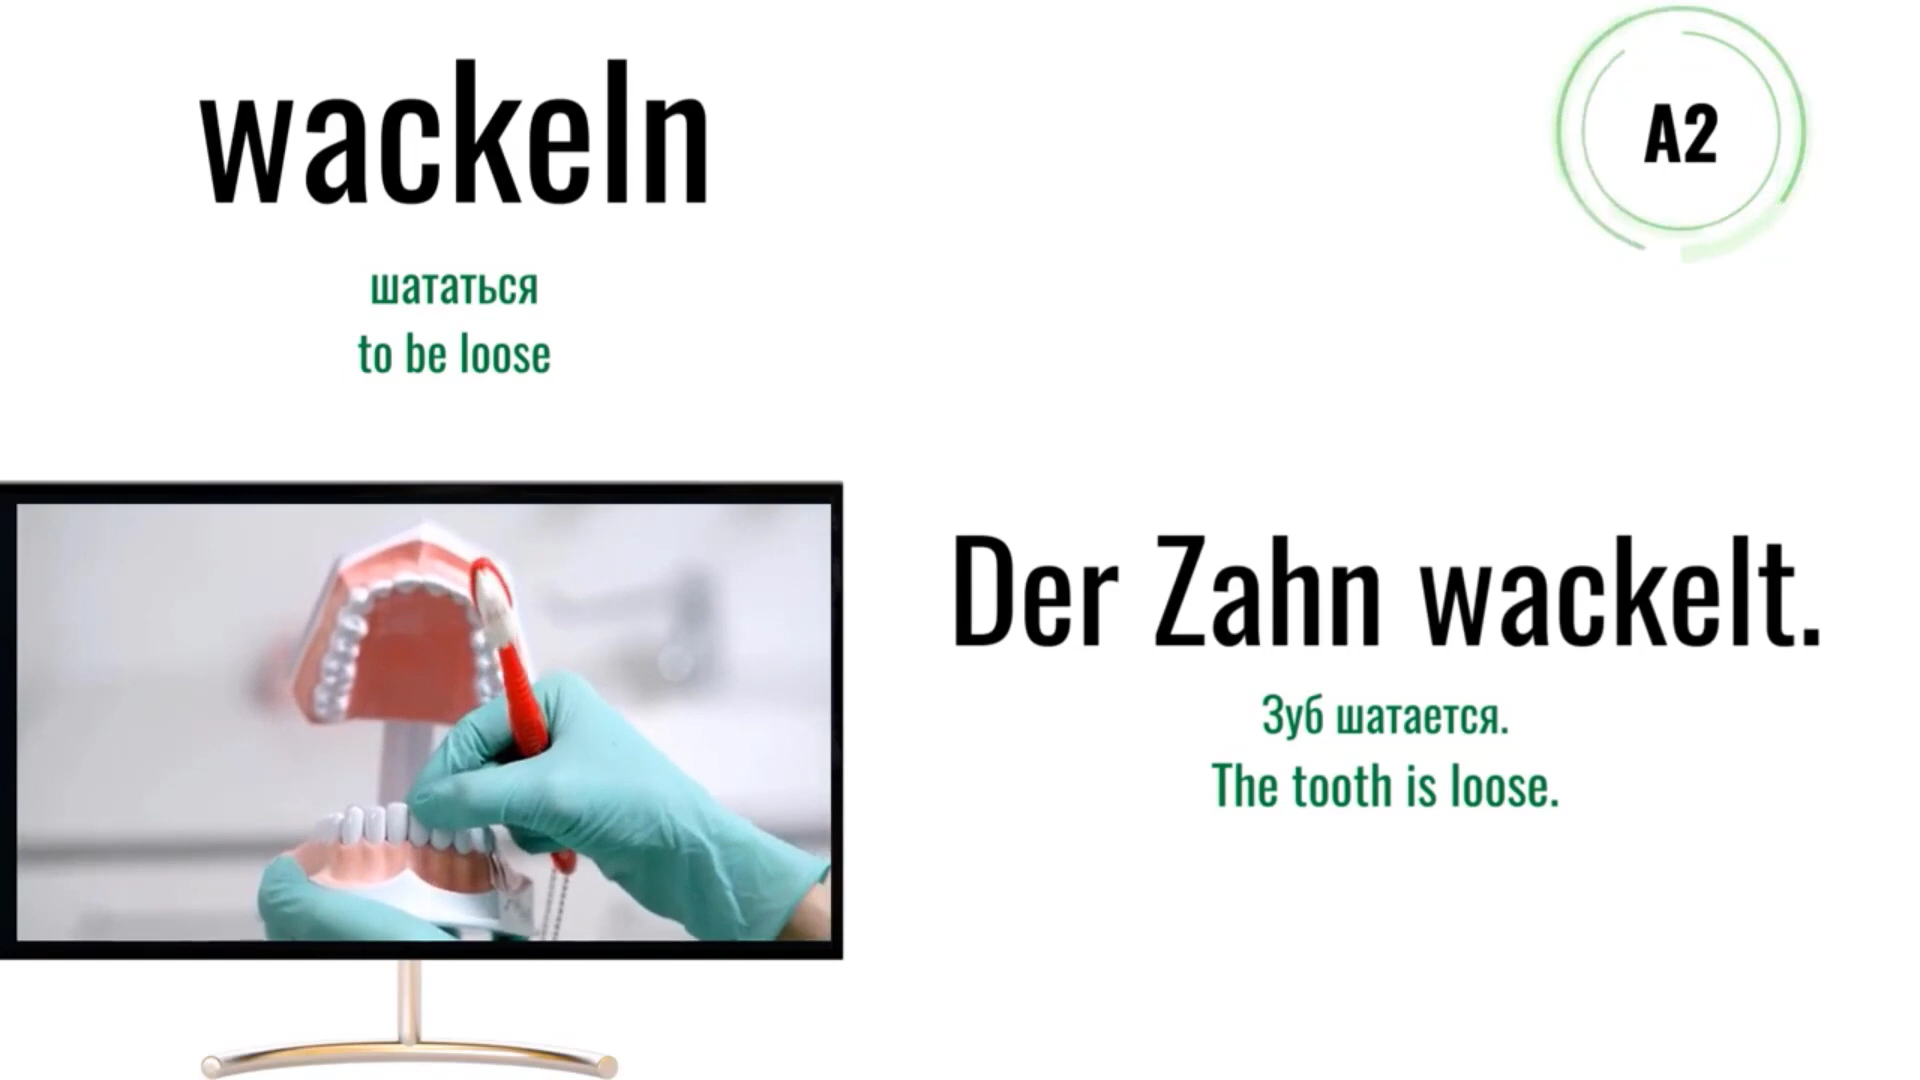 wackeln
шататься
to be loose
A2
Der Zahn wackelt.
Зуб шатается.
The tooth is loose.